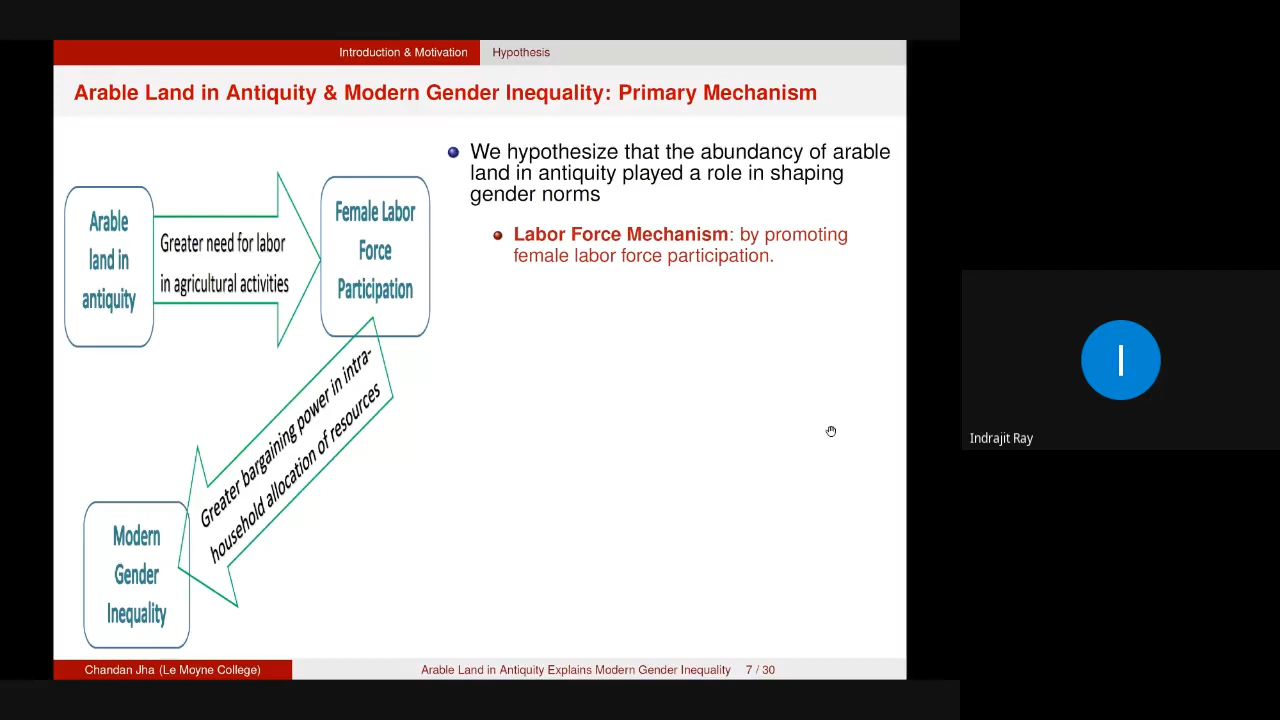 Introduction & Motivation
Hypothesis
Arable Land in Antiquity & Modern Gender Inequality: Primary Mechanism
Arable
land in
antiquity
Greater need for labor
in agricultural activities
Female Labor
Force
Participation
Greater bargaining power in intra-
household allocation of resources
Modern
Gender
Inequality
We hypothesize that the abundancy of arable
land in antiquity played a role in shaping
gender norms
Labor Force Mechanism: by promoting
female labor force participation.
I
Indrajit Ray
Chandan Jha (Le Moyne College)
Arable Land in Antiquity Explains Modern Gender Inequality
7 / 30